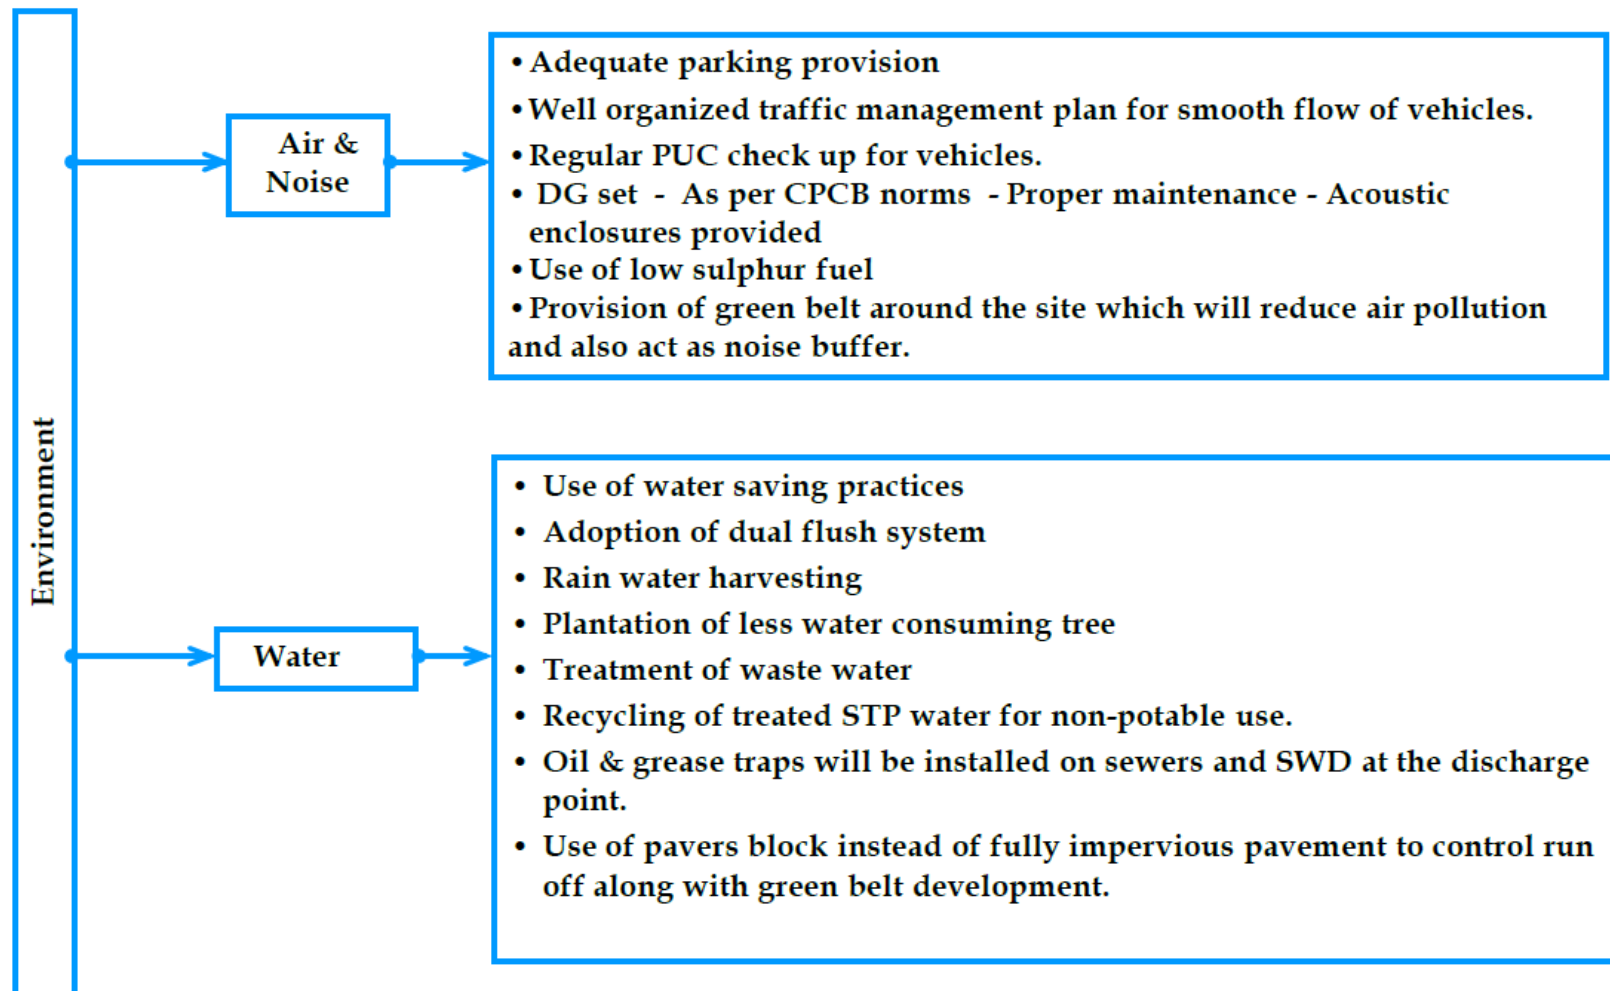 Environment
Air &
Noise
•Adequate parking provision
•Well organized traffic management plan for smooth flow of vehicles.
•Regular PUC check up for vehicles.
• DG set - As per CPCB norms - Proper maintenance - Acoustic
enclosures provided
•Use of low sulphur fuel
•Provision of green belt around the site which will reduce air pollution
and also act as noise buffer.
Water
• Use of water saving practices
• Adoption of dual flush system
• Rain water harvesting
• Plantation of less water consuming tree
• Treatment of waste water
• Recycling of treated STP water for non-potable use.
• Oil & grease traps will be installed on sewers and SWD at the discharge
point.
• Use of pavers block instead of fully impervious pavement to control run
off along with green belt development.